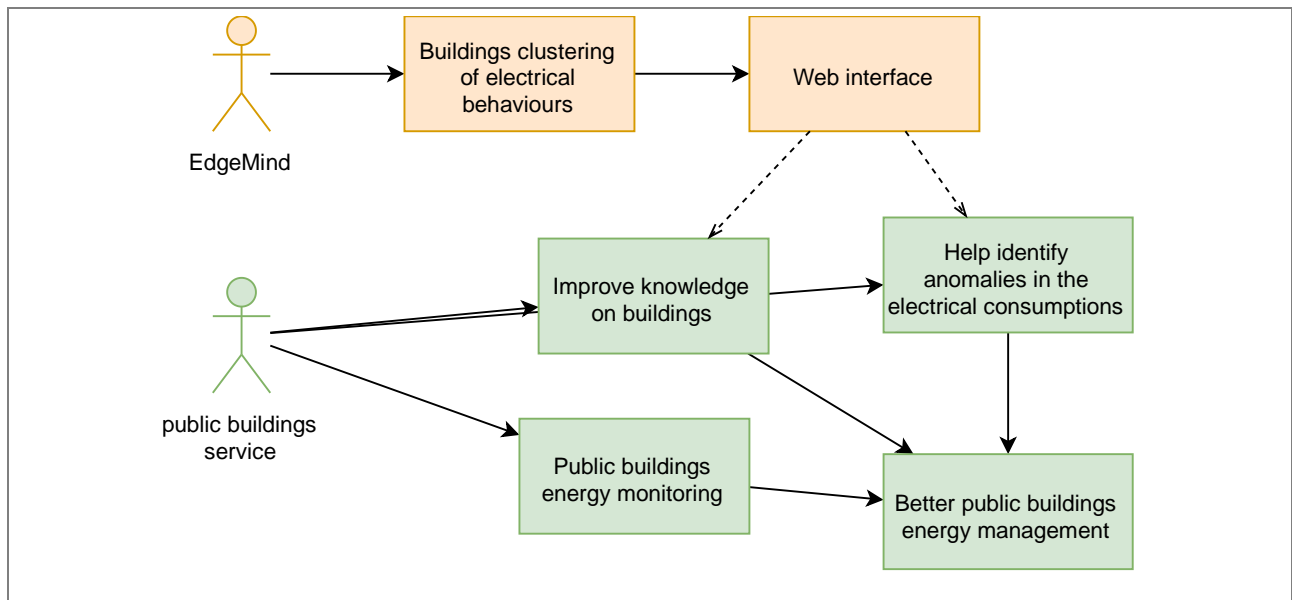 Buildings clustering
of electrical
behaviours
Web interface
EdgeMind
Improve knowledge
on buildings
Help identify
anomalies in the
electrical consumptions
public buildings
service
Public buildings
energy monitoring
Better public buildings
energy management